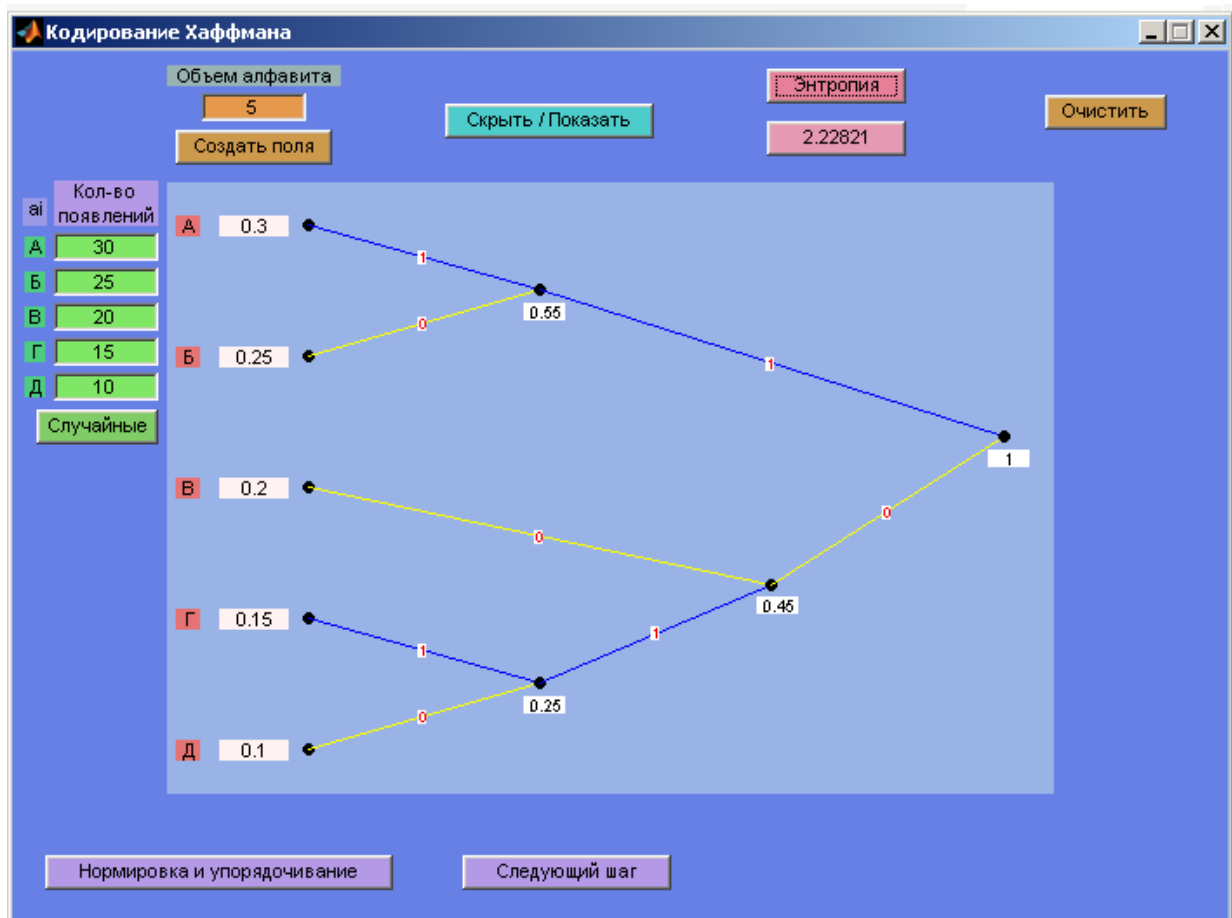 Кодирование Хаффмана
Объем алфавита
5
Создать поля
Скрыть / Показать
Энтропия
2.22821
Очистить
ai
Кол-во
появлений
А
30
Б
25
В
20
Г
15
Д
10
Случайные
А
0.3
1
0.55
Б
0.25
0
1
1
В
0.2
0
0
0.45
Г
0.15
1
1
0.25
Д
0.1
0
Нормировка и упорядочивание
Следующий шаг